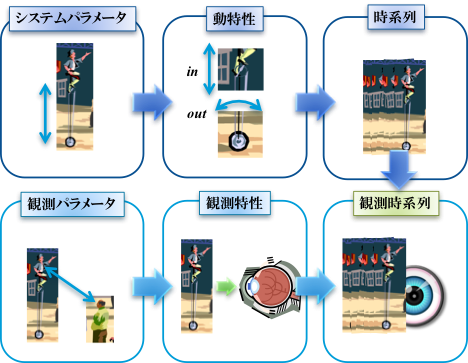 システムパラメータ
動特性
時系列
in
out
観測パラメータ
観測特性
観測時系列